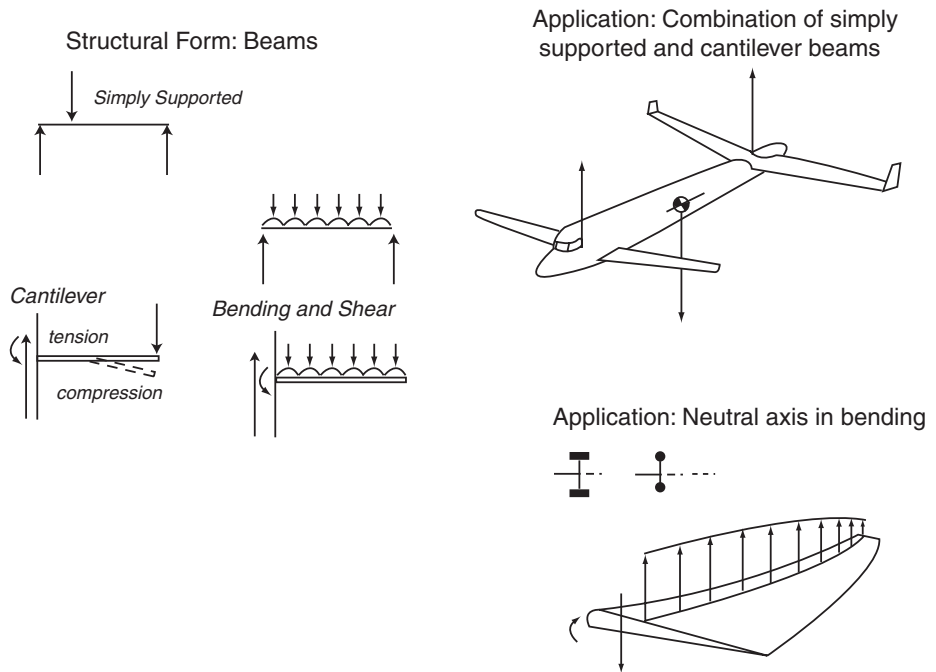 Structural Form: Beams
Simply Supported
Cantilever
tension
compression
Bending and Shear
Application: Combination of simply
supported and cantilever beams
Application: Neutral axis in bending